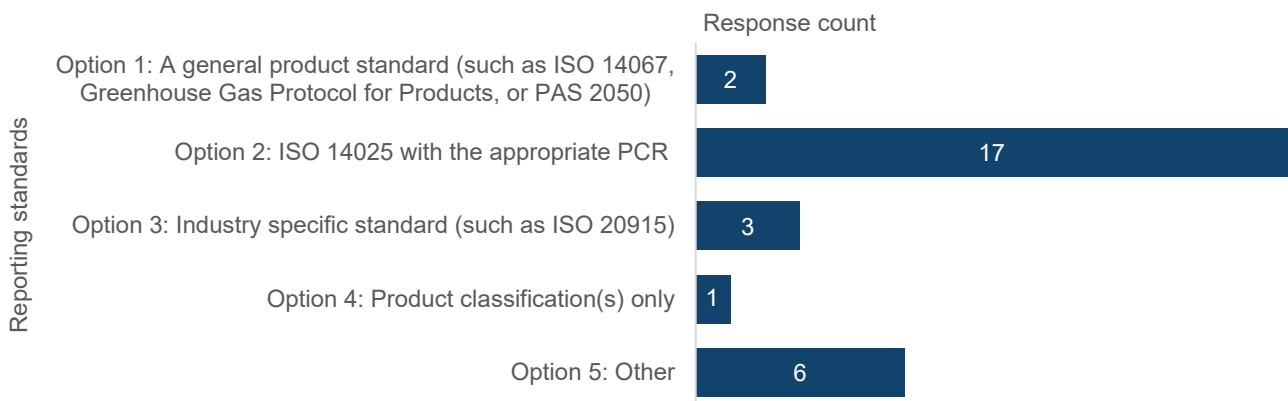 Response count
Reporting standards
Option 1: A general product standard (such as ISO 14067,
Greenhouse Gas Protocol for Products, or PAS 2050)
2
Option 2: ISO 14025 with the appropriate PCR
17
Option 3: Industry specific standard (such as ISO 20915)
3
Option 4: Product classification(s) only
1
Option 5: Other
6